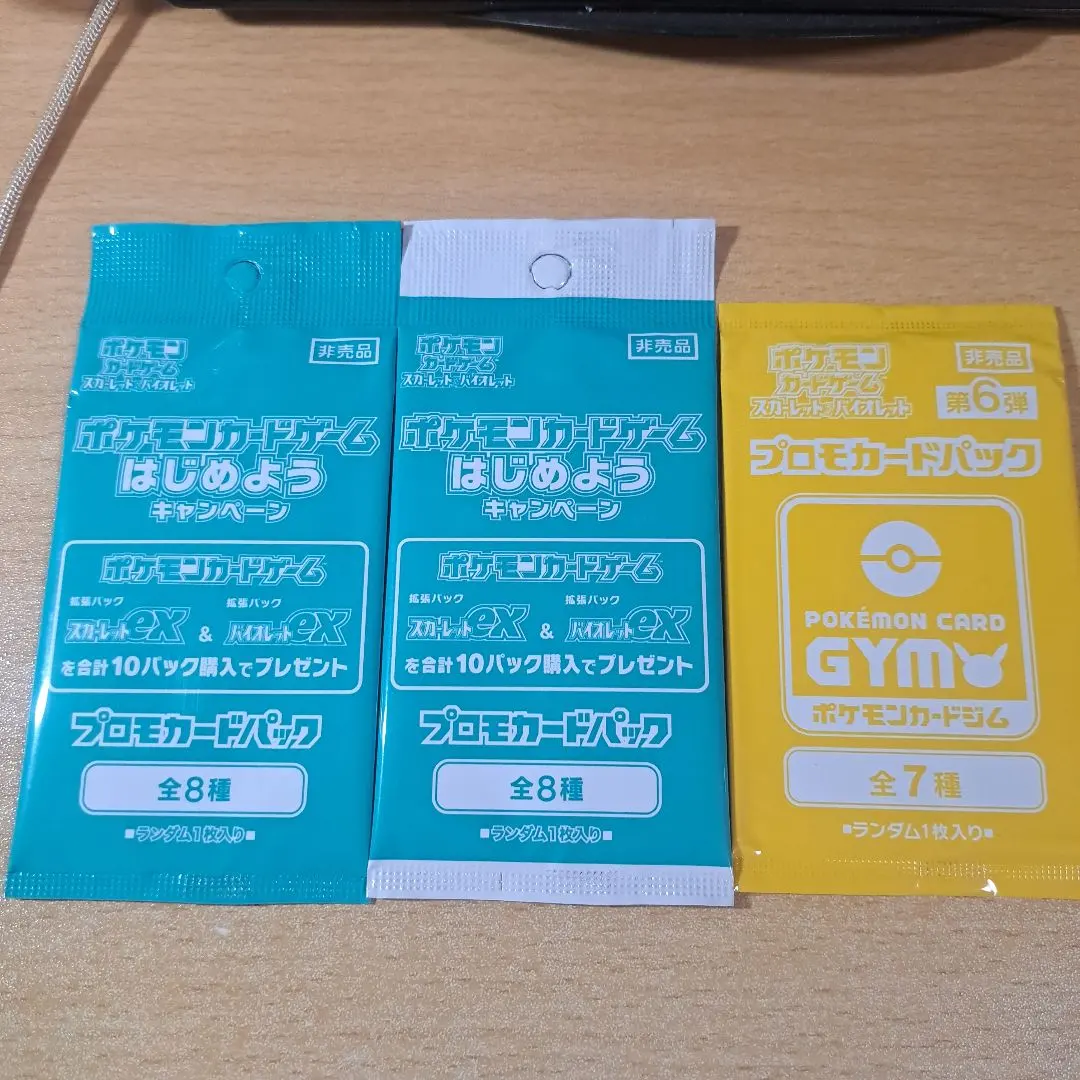 ポケモン
カードゲーム
スカーレット&バイオレット
非売品
ポケモンカードゲーム
はじめよう
キャンペーン
ポケモンカードゲーム
拡張パック
スカーレットex
&
拡張パック
バイオレットex
を合計10パック購入でプレゼント
プロモカードパック
全8種
■ランダム1枚入り■
ポケモン
カードゲーム
スカーレット&バイオレット
非売品
ポケモンカードゲーム
はじめよう
キャンペーン
ポケモンカードゲーム
拡張パック
スカーレットex
&
拡張パック
バイオレットex
を合計10パック購入でプレゼント
プロモカードパック
全8種
■ランダム1枚入り■
ポケモン
カードゲーム
スカーレット&バイオレット
非売品
第6弾
プロモカードパック
POKÉMON CARD
GYM
ポケモンカードジム
全7種
■ランダム1枚入り■